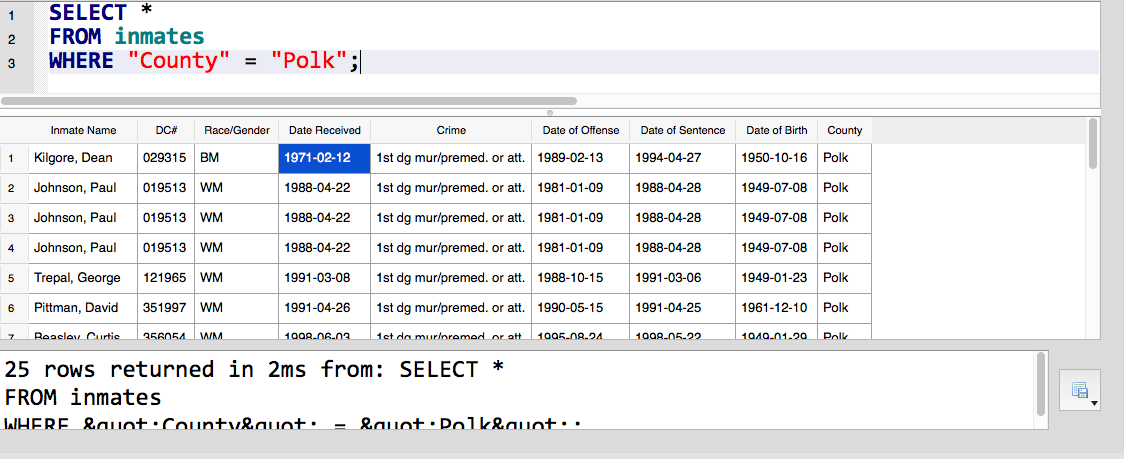 1 SELECT *
2 FROM inmates
3 WHERE "County" = "Polk";
Inmate Name DC# Race/Gender Date Received Crime Date of Offense Date of Sentence Date of Birth County
1 Kilgore, Dean 029315 BM 1971-02-12 1st dg mur/premed. or att. 1989-02-13 1994-04-27 1950-10-16 Polk
2 Johnson, Paul 019513 WM 1988-04-22 1st dg mur/premed. or att. 1981-01-09 1988-04-28 1949-07-08 Polk
3 Johnson, Paul 019513 WM 1988-04-22 1st dg mur/premed. or att. 1981-01-09 1988-04-28 1949-07-08 Polk
4 Johnson, Paul 019513 WM 1988-04-22 1st dg mur/premed. or att. 1981-01-09 1988-04-28 1949-07-08 Polk
5 Trepal, George 121965 WM 1991-03-08 1st dg mur/premed. or att. 1988-10-15 1991-03-06 1949-01-23 Polk
6 Pittman, David 351997 WM 1991-04-26 1st dg mur/premed. or att. 1990-05-15 1991-04-25 1961-12-10 Polk
7 Beasley, Curtis 356054 WM 1998-06-03 1st dg mur/premed. or att. 1995-08-24 1998-05-22 1949-01-29 Polk
25 rows returned in 2ms from: SELECT *
FROM inmates
WHERE &quot;County&quot; = &quot;Polk&quot;;